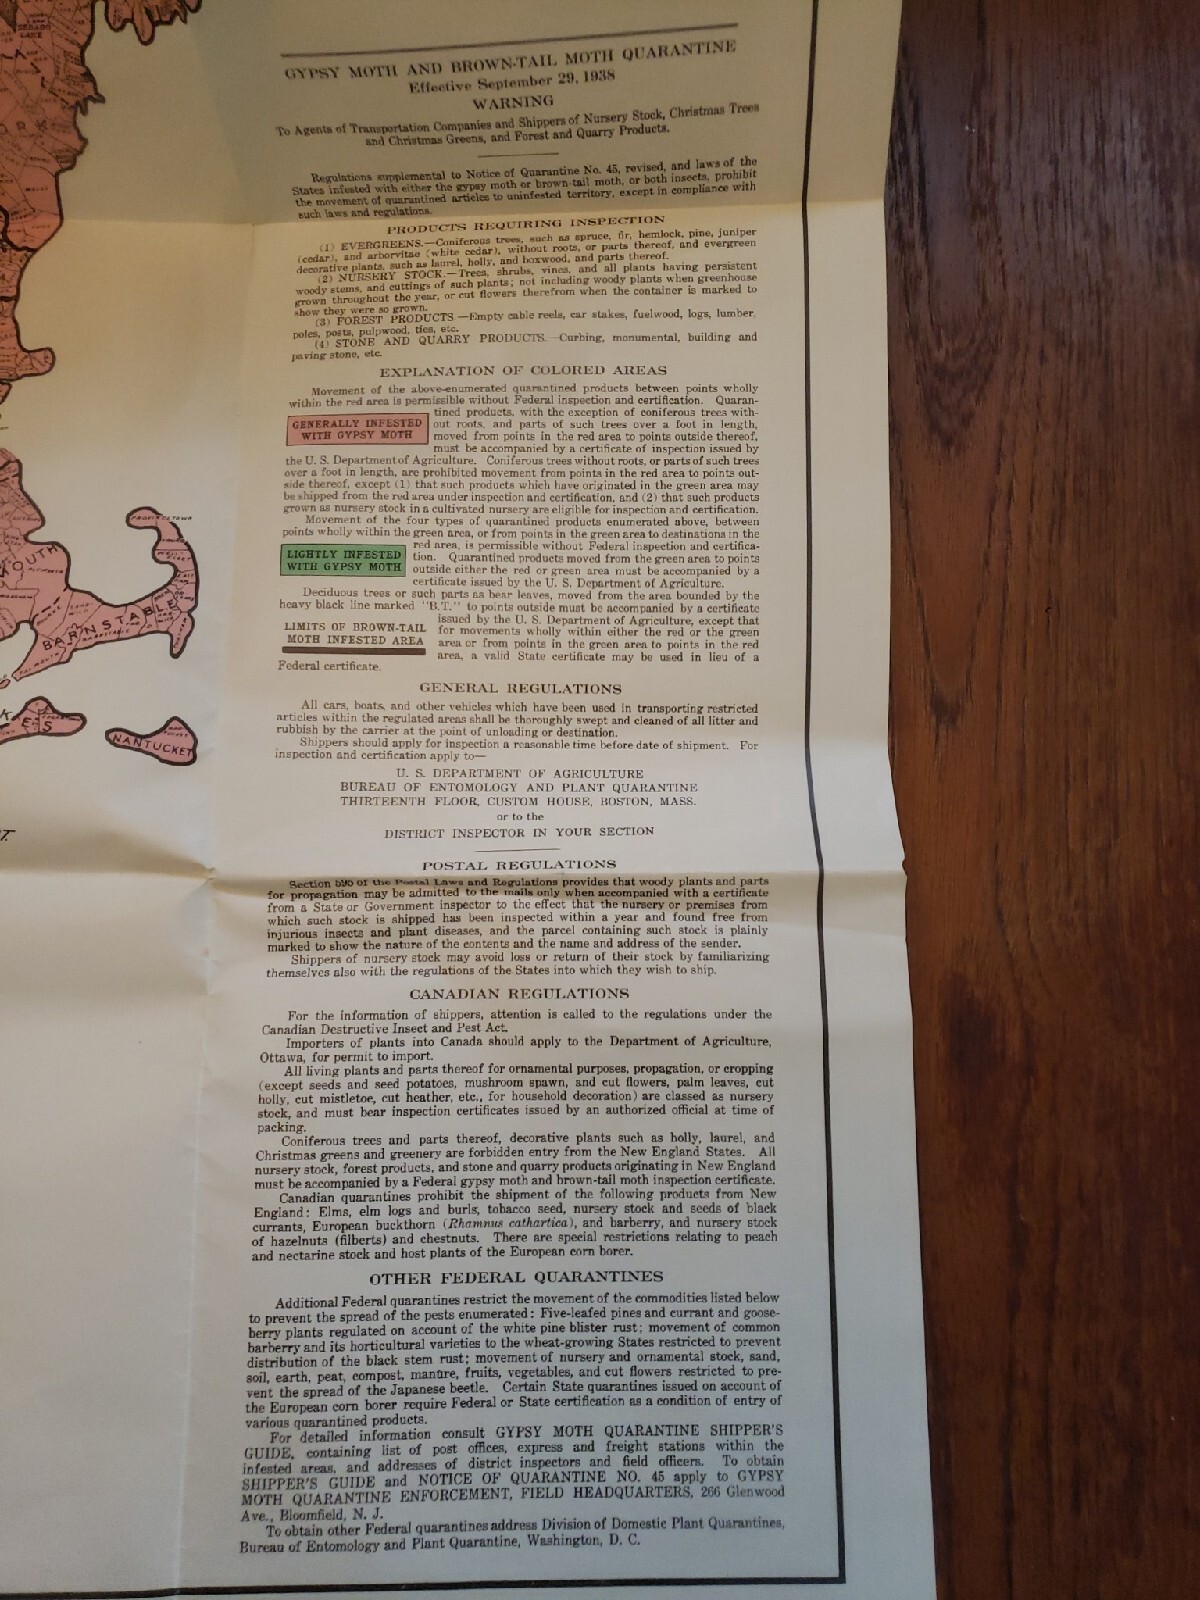 GYPSY MOTH AND BROWN-TAIL MOTH QUARANTINE
Effective September 29, 1938
WARNING
To Agents of Transportation Companies and Shippers of Nursery Stock, Christmas Trees
and Christmas Greens, and Forest and Quarry Products.
Regulations supplemental to Notice of Quarantine No. 45, revised, and laws of the
States infested with either the gypsy moth or brown-tail moth, or both insects, prohibit
the movement of quarantined articles to uninfested territory, except in compliance with
such laws and regulations.
PRODUCTS REQUIRING INSPECTION
(1) EVERGREENS.—Coniferous trees, such as spruce, fir, hemlock, pine, juniper
(cedar), and arborvitae (white cedar), without roots, or parts thereof, and evergreen
decorative plants, such as laurel, holly, and boxwood, and parts thereof.
(2) NURSERY STOCK.—Trees, shrubs, vines, and all plants having persistent
woody stems, and cuttings of such plants; not including woody plants when greenhouse
grown throughout the year, or cut flowers therefrom when the container is marked to
show they were so grown.
(3) FOREST PRODUCTS.—Empty cable reels, car stakes, fuelwood, logs, lumber,
poles, posts, pulpwood, ties, etc.
(4) STONE AND QUARRY PRODUCTS.—Curbing, monumental, building and
paving stone, etc.
EXPLANATION OF COLORED AREAS
Movement of the above-enumerated quarantined products between points wholly
within the red area is permissible without Federal inspection and certification. Quaran-
tined products, with the exception of coniferous trees with-
GENERALLY INFESTED
WITH GYPSY MOTH
out roots, and parts of such trees over a foot in length,
moved from points in the red area to points outside thereof,
must be accompanied by a certificate of inspection issued by
the U. S. Department of Agriculture. Coniferous trees without roots, or parts of such trees
over a foot in length, are prohibited movement from points in the red area to points out-
side thereof, except (1) that such products which have originated in the green area may
be shipped from the red area under inspection and certification, and (2) that such products
grown as nursery stock in a cultivated nursery are eligible for inspection and certification.
Movement of the four types of quarantined products enumerated above, between
points wholly within the green area, or from points in the green area to destinations in the
red area, is permissible without Federal inspection and certifica-
LIGHTLY INFESTED
WITH GYPSY MOTH
tion. Quarantined products moved from the green area to points
outside either the red or green area must be accompanied by a
certificate issued by the U. S. Department of Agriculture.
Deciduous trees or such parts as bear leaves, moved from the area bounded by the
heavy black line marked "B.T." to points outside must be accompanied by a certificate
issued by the U. S. Department of Agriculture, except that
LIMITS OF BROWN-TAIL
MOTH INFESTED AREA
for movements wholly within either the red or the green
area or from points in the green area to points in the red
area, a valid State certificate may be used in lieu of a
Federal certificate.
GENERAL REGULATIONS
All cars, boats, and other vehicles which have been used in transporting restricted
articles within the regulated areas shall be thoroughly swept and cleaned of all litter and
rubbish by the carrier at the point of unloading or destination.
Shippers should apply for inspection a reasonable time before date of shipment. For
inspection and certification apply to—
U. S. DEPARTMENT OF AGRICULTURE
BUREAU OF ENTOMOLOGY AND PLANT QUARANTINE
THIRTEENTH FLOOR, CUSTOM HOUSE, BOSTON, MASS.
or to the
DISTRICT INSPECTOR IN YOUR SECTION
POSTAL REGULATIONS
Section 595 of the Postal Laws and Regulations provides that woody plants and parts
for propagation may be admitted to the mails only when accompanied with a certificate
from a State or Government inspector to the effect that the nursery or premises from
which such stock is shipped has been inspected within a year and found free from
injurious insects and plant diseases, and the parcel containing such stock is plainly
marked to show the nature of the contents and the name and address of the sender.
Shippers of nursery stock may avoid loss or return of their stock by familiarizing
themselves also with the regulations of the States into which they wish to ship.
CANADIAN REGULATIONS
For the information of shippers, attention is called to the regulations under the
Canadian Destructive Insect and Pest Act.
Importers of plants into Canada should apply to the Department of Agriculture,
Ottawa, for permit to import.
All living plants and parts thereof for ornamental purposes, propagation, or cropping
(except seeds and seed potatoes, mushroom spawn, and cut flowers, palm leaves, cut
holly, cut mistletoe, cut heather, etc., for household decoration) are classed as nursery
stock, and must bear inspection certificates issued by an authorized official at time of
packing.
Coniferous trees and parts thereof, decorative plants such as holly, laurel, and
Christmas greens and greenery are forbidden entry from the New England States. All
nursery stock, forest products, and stone and quarry products originating in New England
must be accompanied by a Federal gypsy moth and brown-tail moth inspection certificate.
Canadian quarantines prohibit the shipment of the following products from New
England: Elms, elm logs and burls, tobacco seed, nursery stock and seeds of black
currants, European buckthorn (Rhamnus cathartica), and barberry, and nursery stock
of hazelnuts (filberts) and chestnuts. There are special restrictions relating to peach
and nectarine stock and host plants of the European corn borer.
OTHER FEDERAL QUARANTINES
Additional Federal quarantines restrict the movement of the commodities listed below
to prevent the spread of the pests enumerated: Five-leafed pines and currant and goose-
berry plants regulated on account of the white pine blister rust; movement of common
barberry and its horticultural varieties to the wheat-growing States restricted to prevent
distribution of the black stem rust; movement of nursery and ornamental stock, sand,
soil, earth, peat, compost, manure, fruits, vegetables, and cut flowers restricted to pre-
vent the spread of the Japanese beetle. Certain State quarantines issued on account of
the European corn borer require Federal or State certification as a condition of entry of
various quarantined products.
For detailed information consult GYPSY MOTH QUARANTINE SHIPPER'S
GUIDE, containing list of post offices, express and freight stations within the
infested areas, and addresses of district inspectors and field officers. To obtain
SHIPPER'S GUIDE and NOTICE OF QUARANTINE NO. 45 apply to GYPSY
MOTH QUARANTINE ENFORCEMENT, FIELD HEADQUARTERS, 266 Glenwood
Ave., Bloomfield, N. J.
To obtain other Federal quarantines address Division of Domestic Plant Quarantines,
Bureau of Entomology and Plant Quarantine, Washington, D. C.
LAKE
ORK
PROVINCETOWN
MOUTH
BARNSTABLE
KES
NANTUCKET
T.